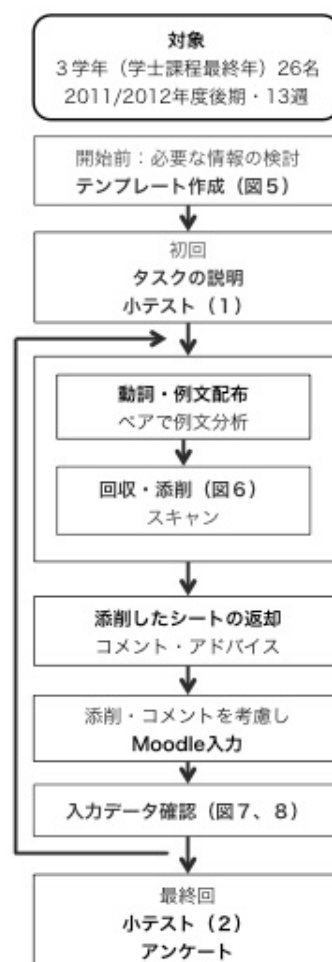 対象
3学年（学士課程最終年）26名
2011/2012年度後期・13週
開始前：必要な情報の検討
テンプレート作成（図5）
初回
タスクの説明
小テスト（1）
動詞・例文配布
ペアで例文分析
回収・添削（図6）
スキャン
添削したシートの返却
コメント・アドバイス
添削・コメントを考慮し
Moodle入力
入力データ確認（図7、8）
最終回
小テスト（2）
アンケート